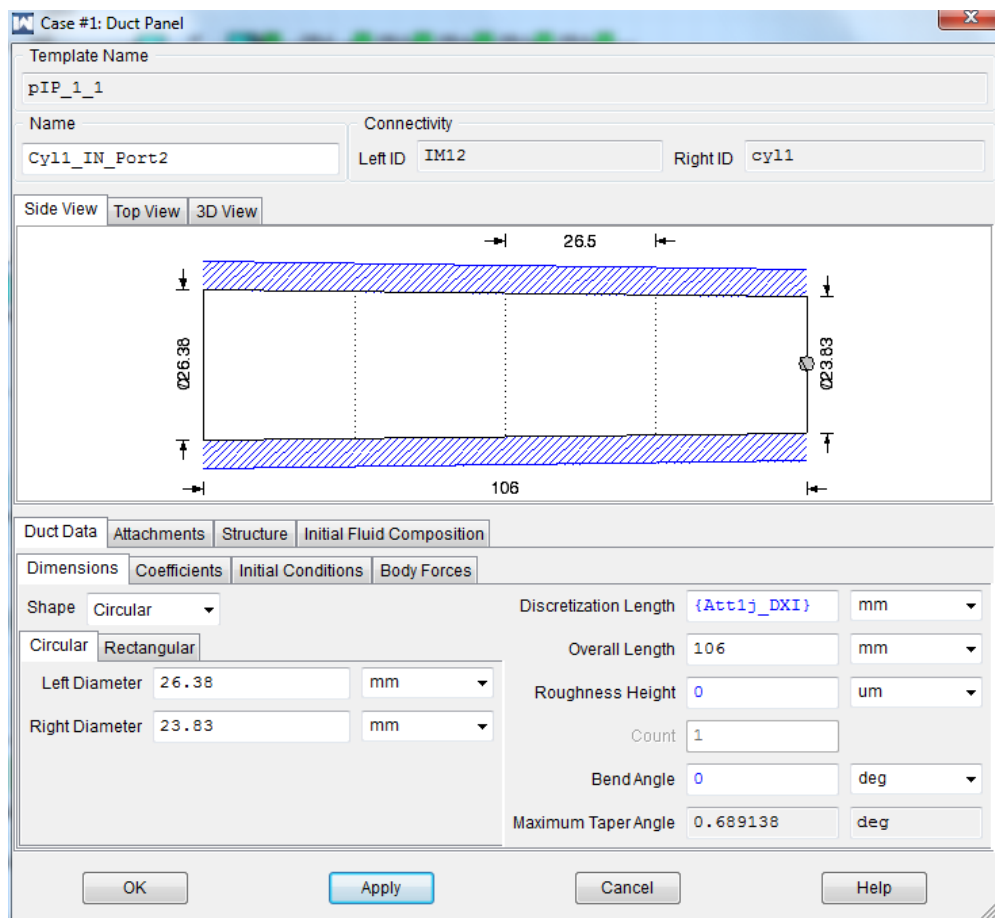 Case #1: Duct Panel
X
Template Name
pIP_1_1
Name
Connectivity
Cyl1_IN_Port2
Left ID
IM12
Right ID
cyl1
Side View
Top View
3D View
26.5
Ø26.38
Ø23.83
106
Duct Data
Attachments
Structure
Initial Fluid Composition
Dimensions
Coefficients
Initial Conditions
Body Forces
Shape
Circular
Discretization Length
{Att1j_DXI}
mm
Circular
Rectangular
Overall Length
106
mm
Left Diameter
26.38
mm
Roughness Height
0
um
Right Diameter
23.83
mm
Count
1
Bend Angle
0
deg
Maximum Taper Angle
0.689138
deg
OK
Apply
Cancel
Help